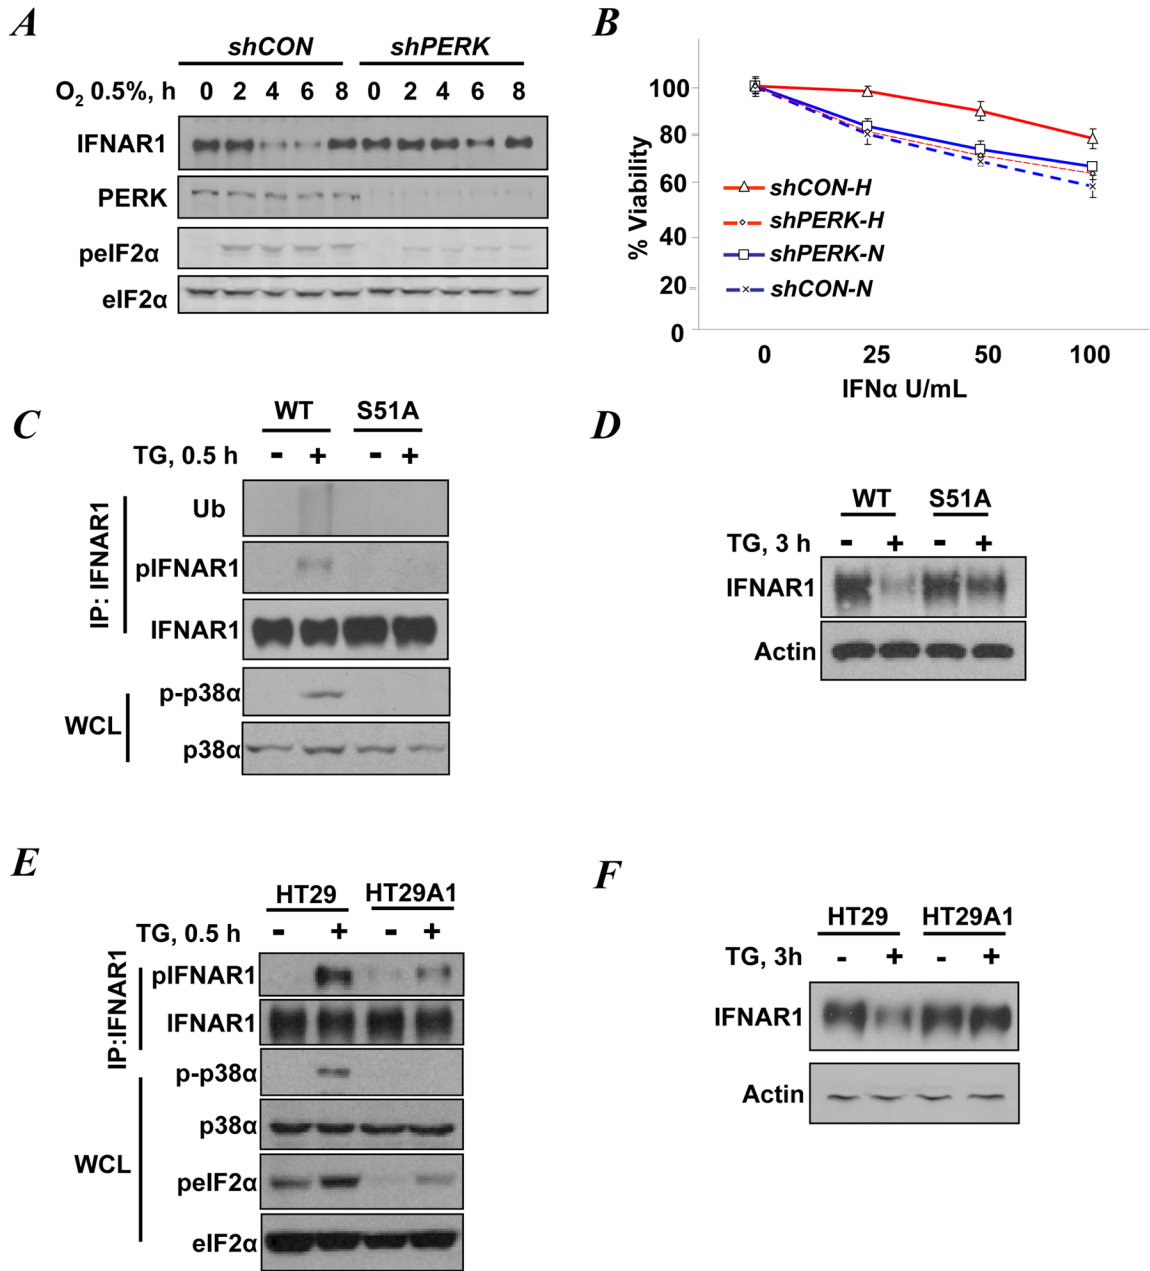 A
shCON shPERK
O2 0.5%, h 0 2 4 6 8 0 2 4 6 8
IFNAR1
PERK
peIF2α
eIF2α
B
100
80
60
40
20
0
% Viability
shCON-H
shPERK-H
shPERK-N
shCON-N
0 25 50 100
IFNα U/mL
C
WT S51A
TG, 0.5 h - + - +
IP: IFNAR1
Ub
pIFNAR1
IFNAR1
WCL
p-p38α
p38α
D
WT S51A
TG, 3 h - + - +
IFNAR1
Actin
E
HT29 HT29A1
TG, 0.5 h - + - +
IP:IFNAR1
pIFNAR1
IFNAR1
WCL
p-p38α
p38α
peIF2α
eIF2α
F
HT29 HT29A1
TG, 3h - + - +
IFNAR1
Actin